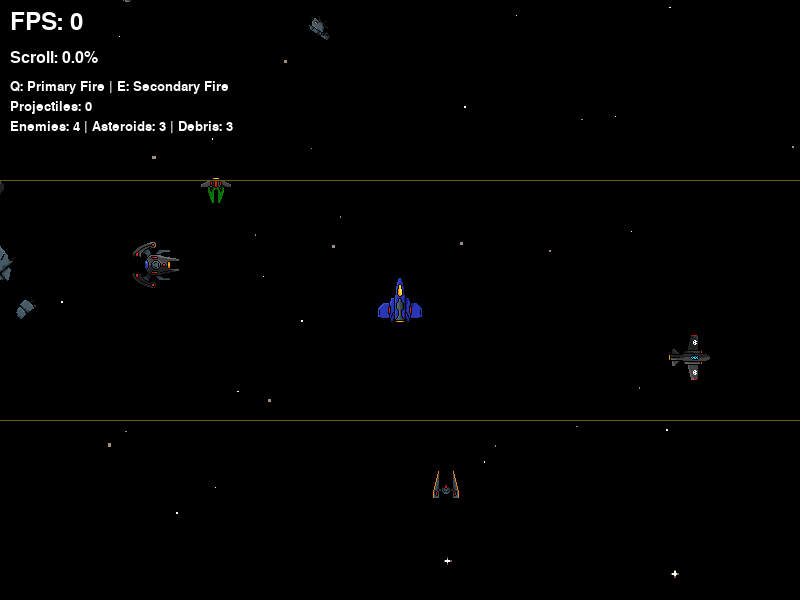 FPS: 0
Scroll: 0.0%
Q: Primary Fire | E: Secondary Fire
Projectiles: 0
Enemies: 4 | Asteroids: 3 | Debris: 3